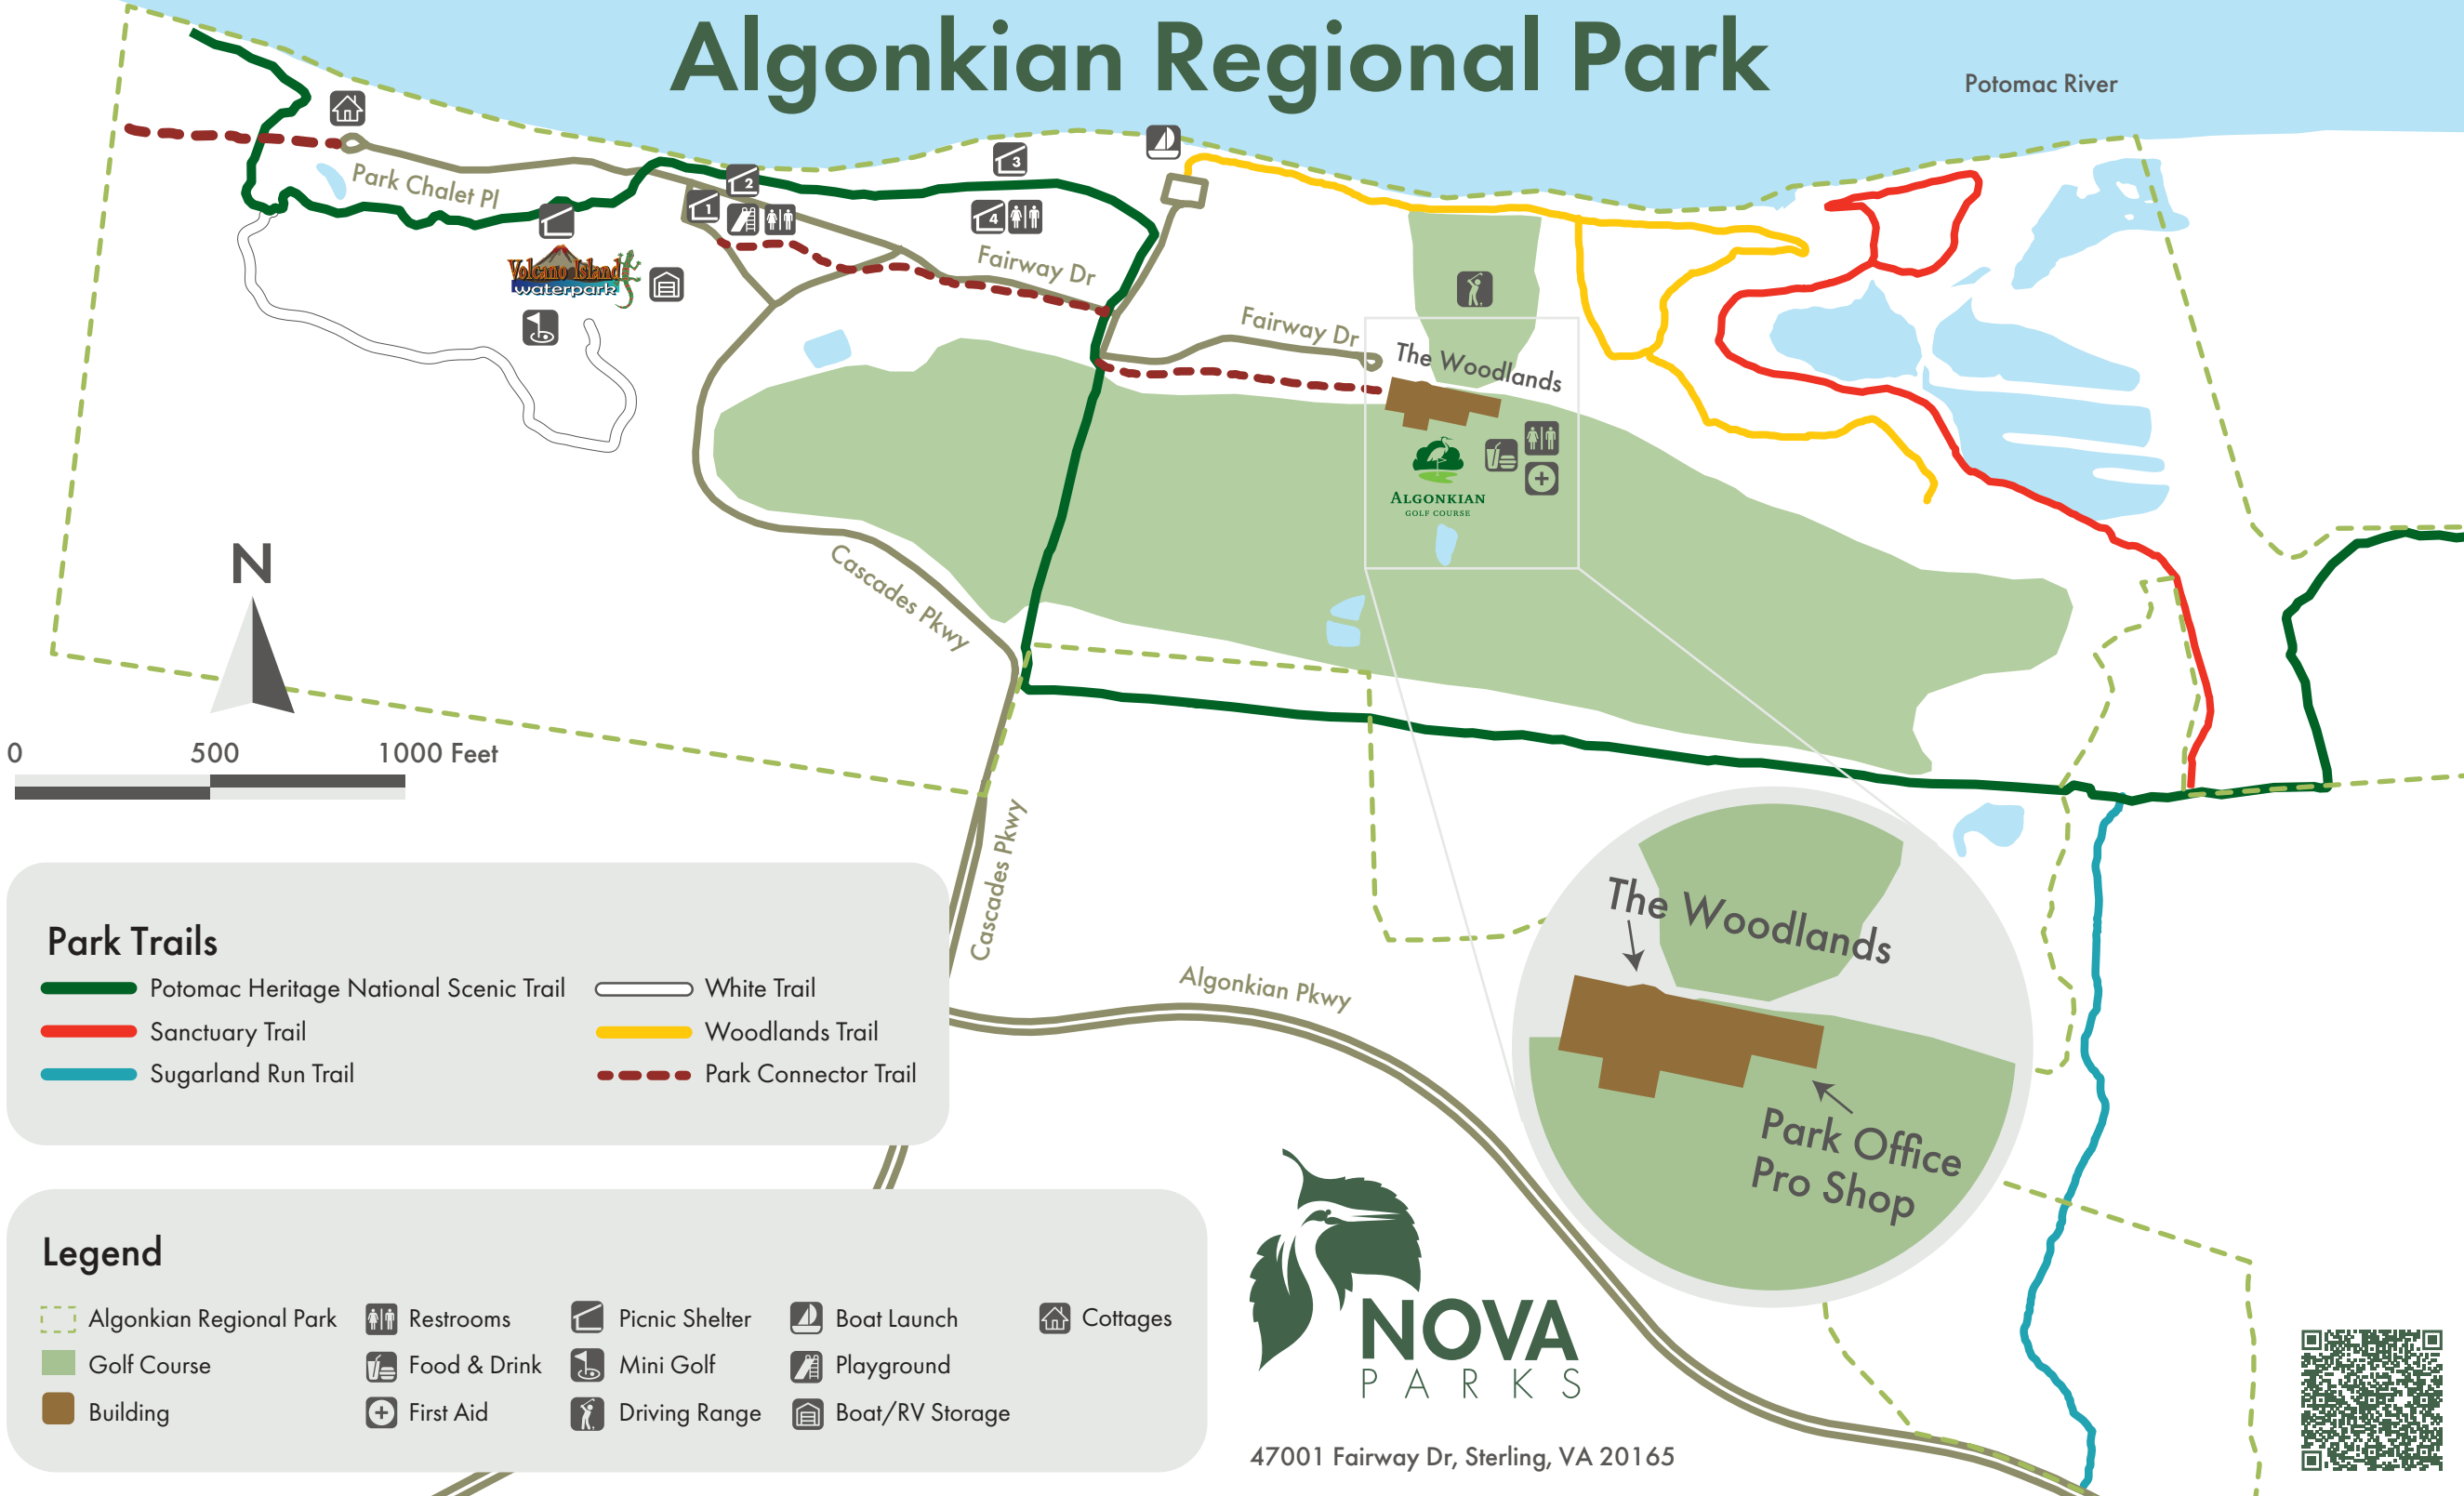 Algonkian Regional Park
Potomac River
Park Chalet Pl
2
1
3
4
Fairway Dr
Fairway Dr
The Woodlands
Volcano Island
waterpark
ALGONKIAN
GOLF COURSE
N
Cascades Pkwy
0 500 1000 Feet
Cascades Pkwy
Algonkian Pkwy
The Woodlands
Park Office
Pro Shop
Park Trails
Potomac Heritage National Scenic Trail
Sanctuary Trail
Sugarland Run Trail
White Trail
Woodlands Trail
Park Connector Trail
Legend
Algonkian Regional Park
Golf Course
Building
Restrooms
Food & Drink
First Aid
Picnic Shelter
Mini Golf
Driving Range
Boat Launch
Playground
Boat/RV Storage
Cottages
NOVA
PARKS
47001 Fairway Dr, Sterling, VA 20165